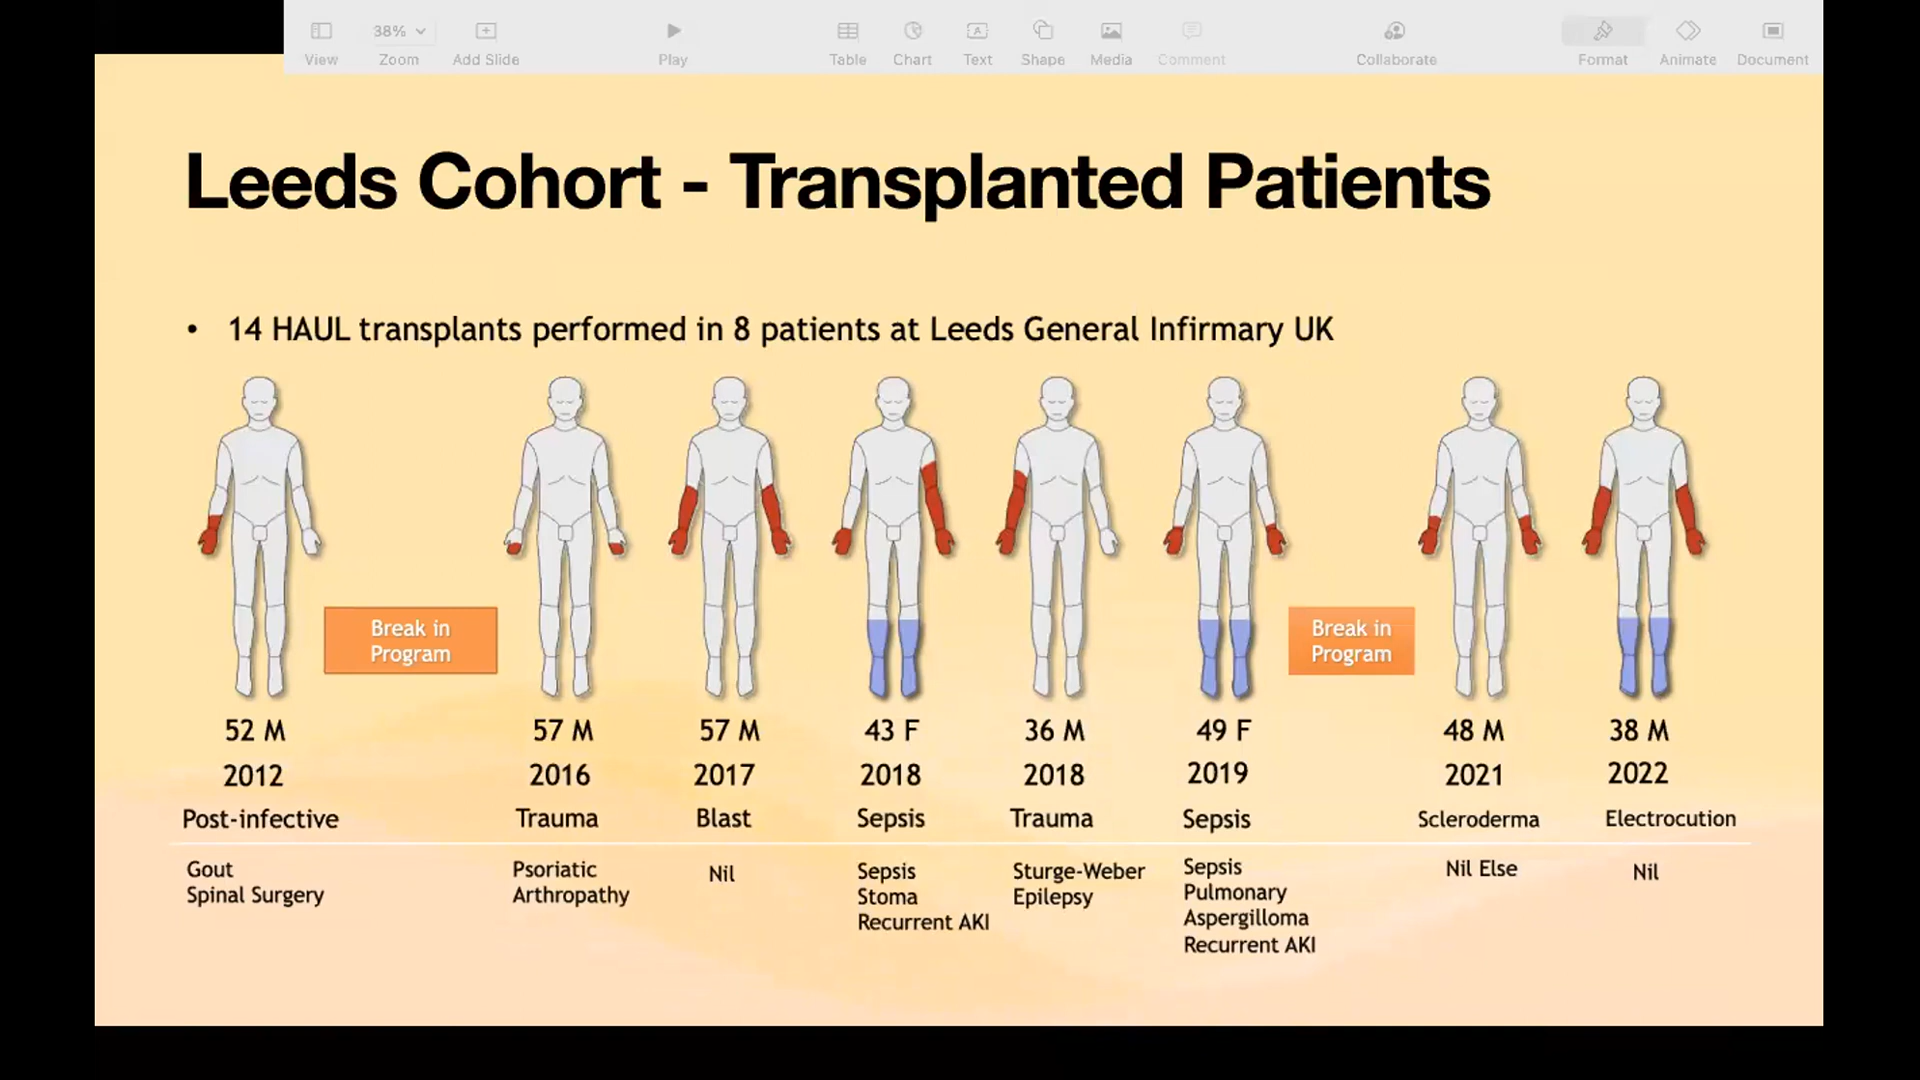 View
38%
Zoom
Add Slide
Play
Table
Chart
Text
Shape
Media
Comment
Collaborate
Format
Animate
Document
Leeds Cohort - Transplanted Patients
• 14 HAUL transplants performed in 8 patients at Leeds General Infirmary UK
Break in
Program
Break in
Program
52 M
2012
Post-infective
Gout
Spinal Surgery
57 M
2016
Trauma
Psoriatic
Arthropathy
57 M
2017
Blast
Nil
43 F
2018
Sepsis
Sepsis
Stoma
Recurrent AKI
36 M
2018
Trauma
Sturge-Weber
Epilepsy
49 F
2019
Sepsis
Sepsis
Pulmonary
Aspergilloma
Recurrent AKI
48 M
2021
Scleroderma
Nil Else
38 M
2022
Electrocution
Nil